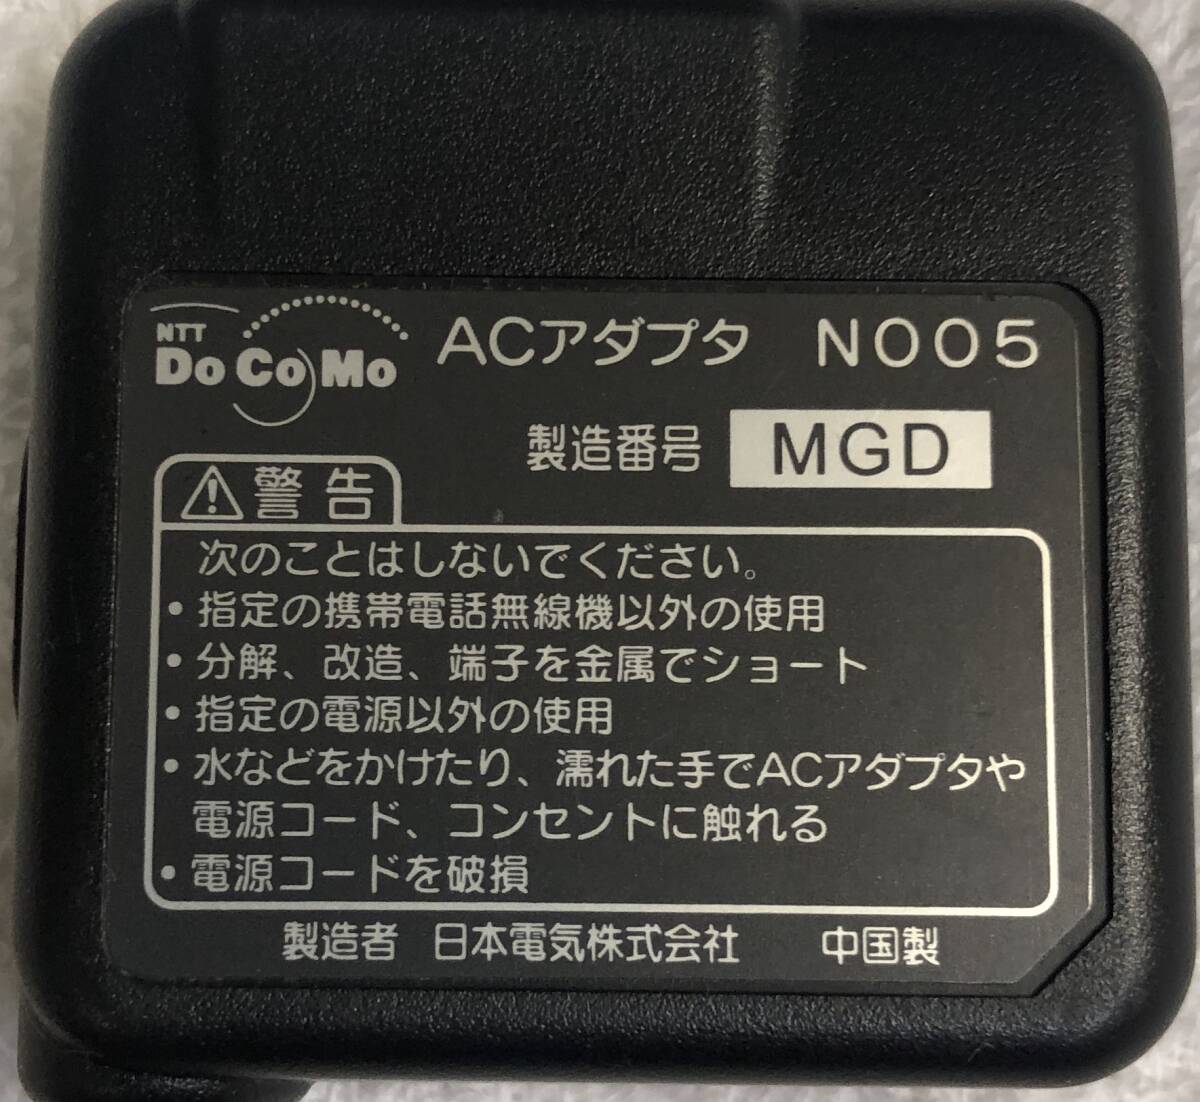 NTT
DoCoMo ACアダプタ N005
製造番号 MGD
警告
次のことはしないでください。
・指定の携帯電話無線機以外の使用
・分解、改造、端子を金属でショート
・指定の電源以外の使用
・水などをかけたり、濡れた手でACアダプタや
電源コード、コンセントに触れる
・電源コードを破損
製造者 日本電気株式会社 中国製